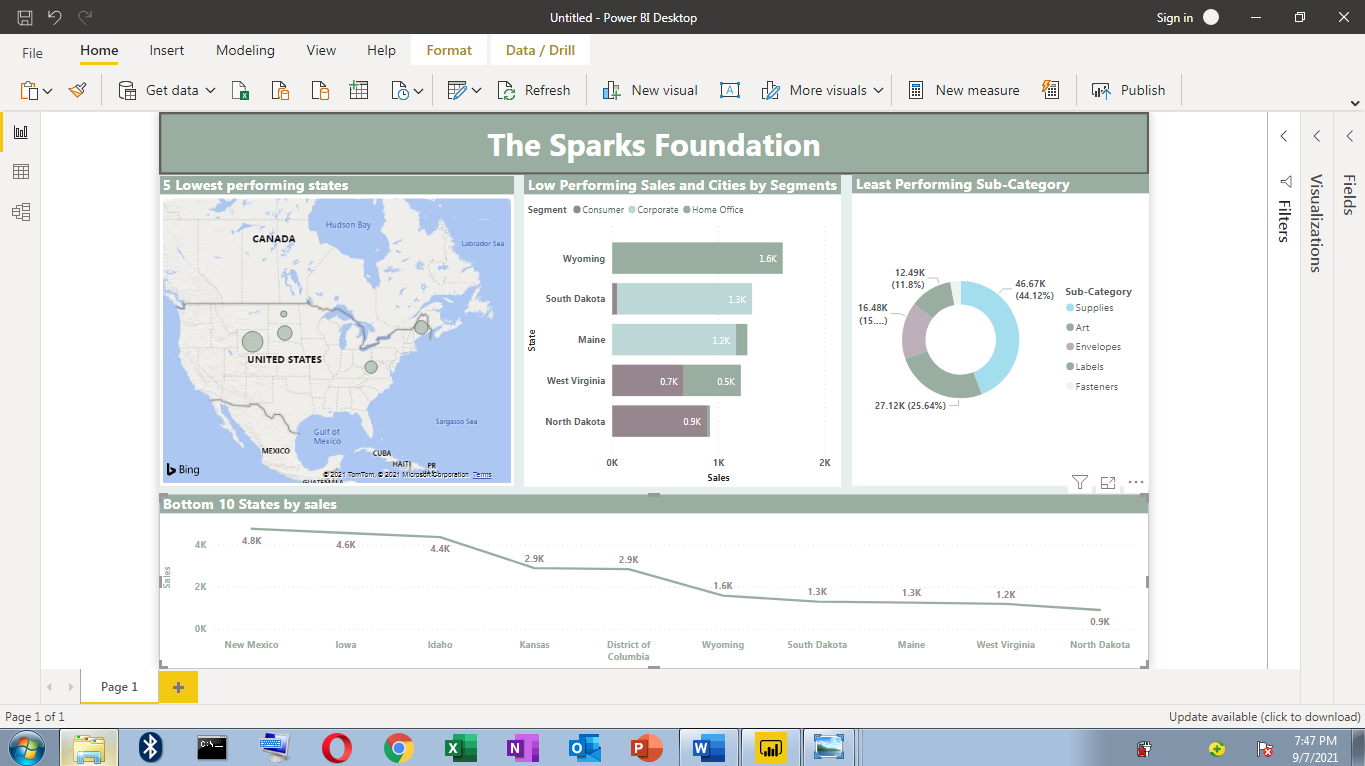 Untitled - Power BI Desktop
Sign in
File Home Insert Modeling View Help Format Data / Drill
Get data Refresh New visual A More visuals New measure Publish
The Sparks Foundation
5 Lowest performing states
Hudson Bay
CANADA
Labrador Sea
UNITED STATES
Sargasso Sea
Gulf of
Mexico
MEXICO
CUBA
HAITI PR
GUATEMALA
Bing
© 2021 TomTom, © 2021 Microsoft Corporation Terms
Low Performing Sales and Cities by Segments
Segment Consumer Corporate Home Office
State
Wyoming 1.6K
South Dakota 1.3K
Maine 1.2K
West Virginia 0.7K 0.5K
North Dakota 0.9K
0K 1K 2K
Sales
Least Performing Sub-Category
12.49K
(11.8%)
46.67K
(44.12%)
16.48K
(15....)
27.12K (25.64%)
Sub-Category
Supplies
Art
Envelopes
Labels
Fasteners
Filters
Visualizations
Fields
Bottom 10 States by sales
Sales
4K
2K
0K
4.8K 4.6K 4.4K 2.9K 2.9K 1.6K 1.3K 1.3K 1.2K 0.9K
New Mexico Iowa Idaho Kansas District of Columbia Wyoming South Dakota Maine West Virginia North Dakota
Page 1
Page 1 of 1
Update available (click to download)
7:47 PM
9/7/2021